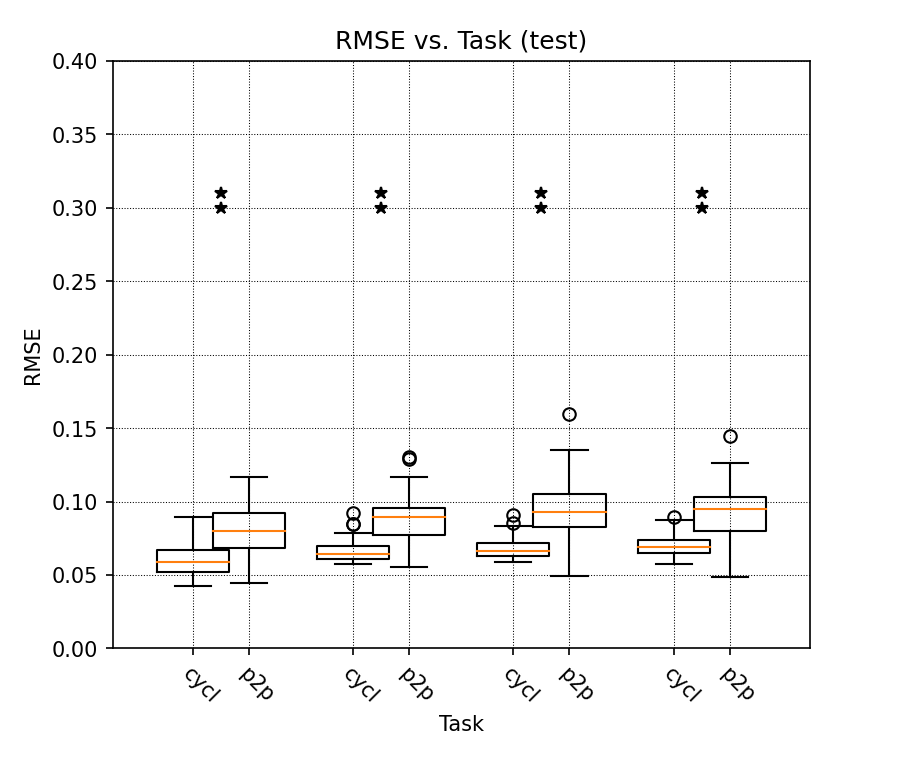 RMSE vs. Task (test)
0.40
0.35
0.30
0.25
0.20
0.15
0.10
0.05
0.00
RMSE
cycl p2p cycl p2p cycl p2p cycl p2p
Task